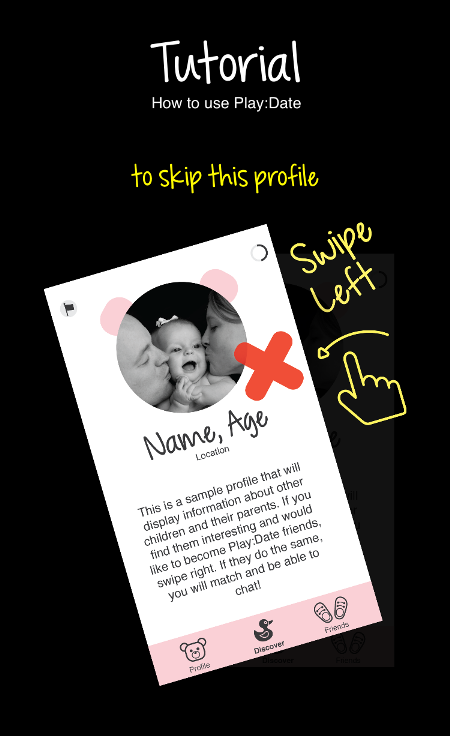 Tutorial
How to use Play:Date
to skip this profile
Swipe
Left
Name, Age
Location
This is a sample profile that will
display information about other
children and their parents. If you
find them interesting and would
like to become Play:Date friends,
swipe right. If they do the same,
you will match and be able to
chat!
Profile
Discover
Friends
Discover